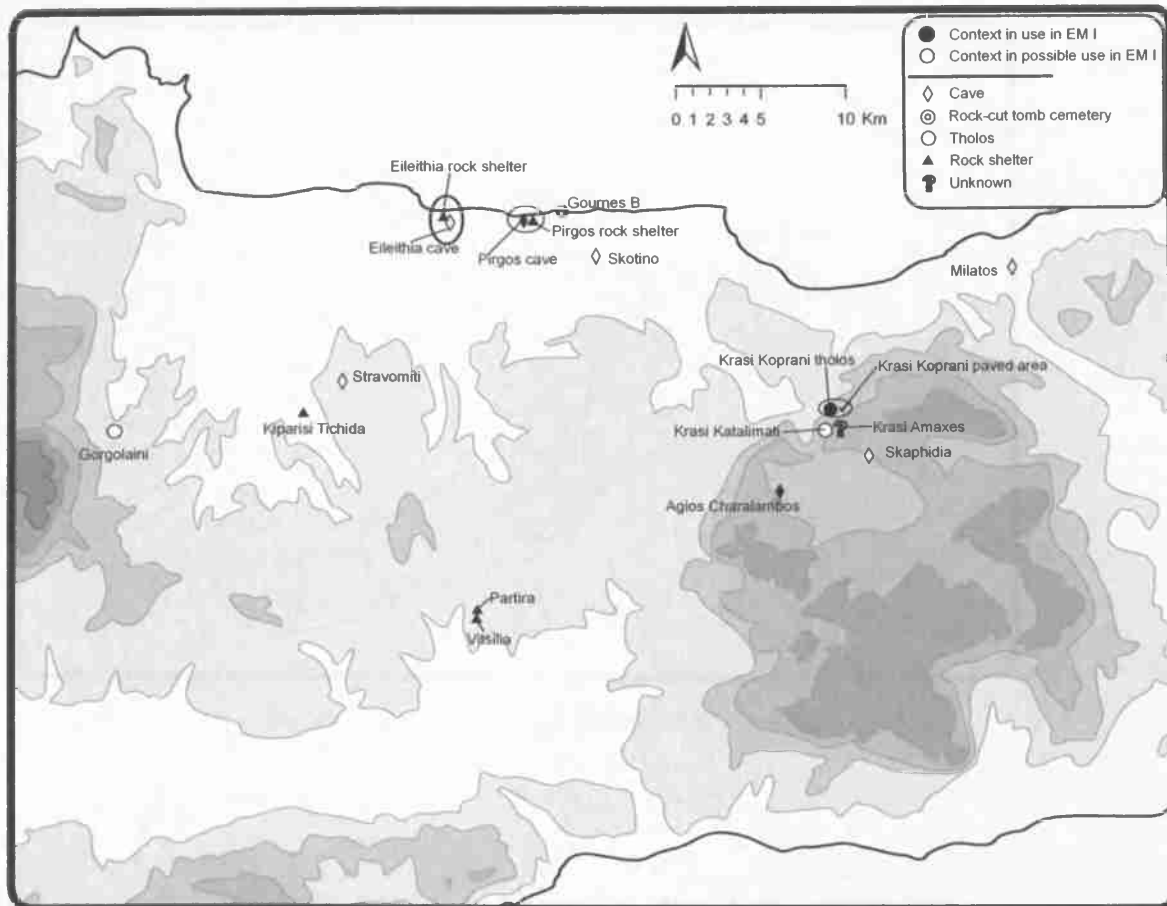 Context in use in EM I
Context in possible use in EM I
Cave
Rock-cut tomb cemetery
Tholos
Rock shelter
Unknown
0 1 2 3 4 5 10 Km
Eileithia rock shelter
Gournes B
Pirgos rock shelter
Eileithia cave
Pirgos cave
Skotino
Milatos
Krasi Koprani tholos
Krasi Koprani paved area
Stravomiti
Kiparisi Tichida
Gorgolaini
Krasi Katalimati
Krasi Amaxes
Skaphidia
Agios Charalambos
Partira
Vasilia